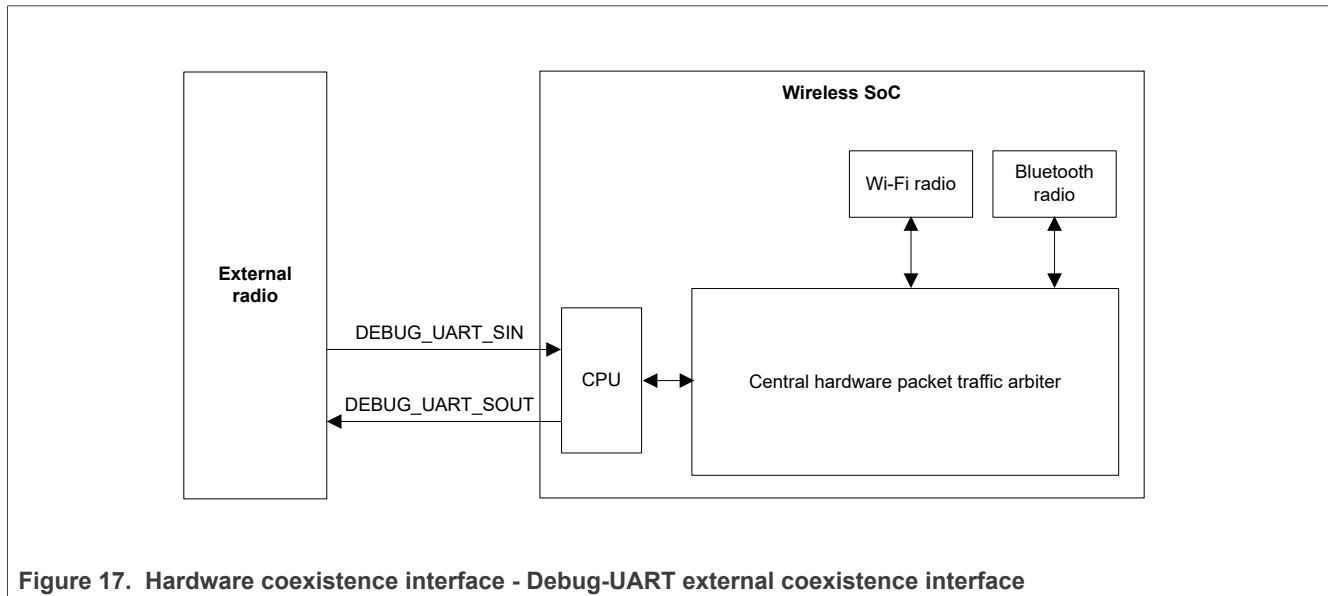 Wireless SoC
Wi-Fi radio
Bluetooth
radio
External
radio
DEBUG_UART_SIN
CPU
Central hardware packet traffic arbiter
DEBUG_UART_SOUT
Figure 17. Hardware coexistence interface - Debug-UART external coexistence interface